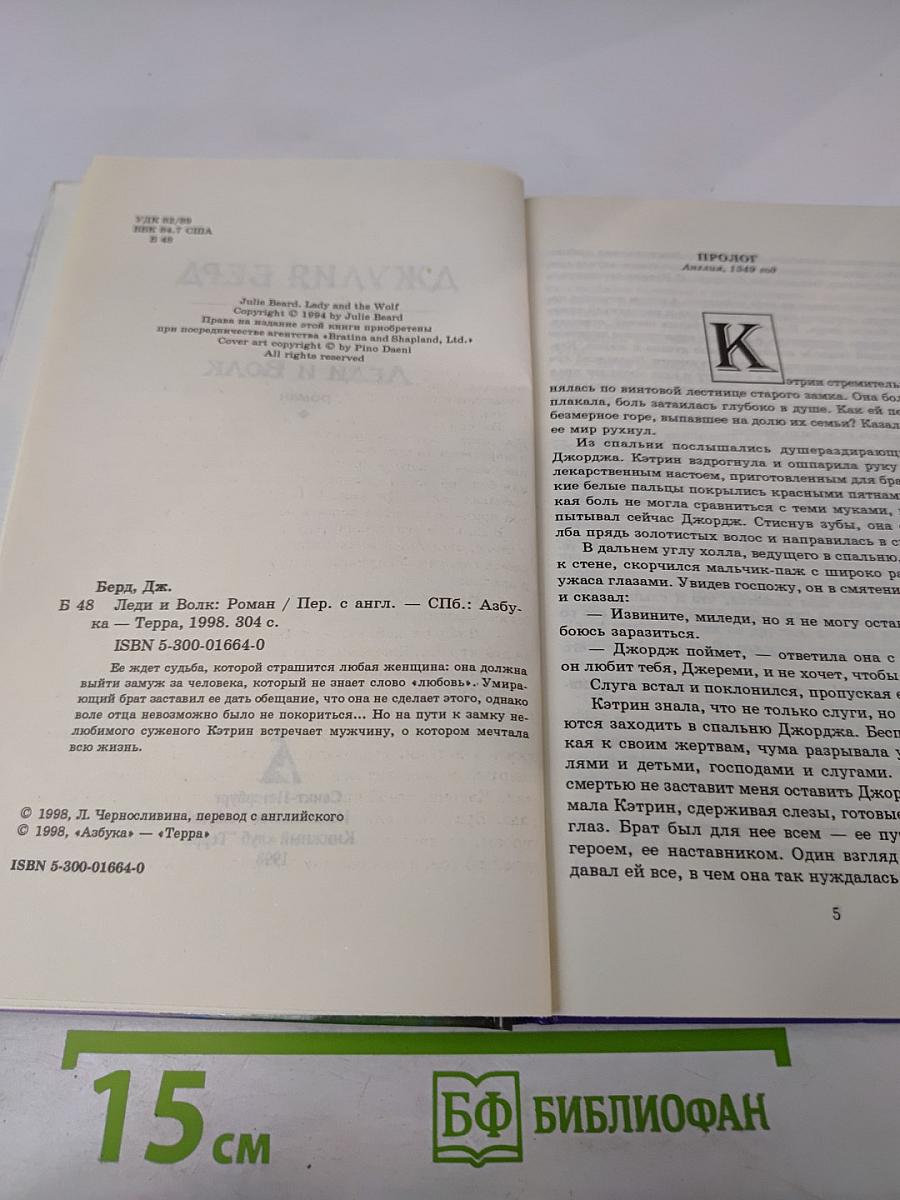 УДК 82/89
ББК 84.7 США
Б 48
Julie Beard. Lady and the Wolf
Copyright © 1994 by Julie Beard
Права на издание этой книги приобретены
при посредничестве агентства «Bratina and Shapland, Ltd.»
Cover art copyright © by Pino Daeni
All rights reserved
Берд, Дж.
Б 48 Леди и Волк: Роман / Пер. с англ. — СПб.: Азбу-
ка — Терра, 1998. 304 с.
ISBN 5-300-01664-0
Ее ждет судьба, которой страшится любая женщина: она должна
выйти замуж за человека, который не знает слово «любовь». Умира-
ющий брат заставил ее дать обещание, что она не сделает этого, однако
воле отца невозможно было не покориться... Но на пути к замку не-
любимого суженого Кэтрин встречает мужчину, о котором мечтала
всю жизнь.
© 1998, Л. Чернослив­ина, перевод с английского
© 1998, «Азбука» — «Терра»
ISBN 5-300-01664-0
ПРОЛОГ
Англия, 1349 год
Кэтрин стремитель
нялась по винтовой лестнице старого замка. Она бол
плакала, боль затаилась глубоко в душе. Как ей пе
безмерное горе, выпавшее на долю их семьи? Казал
ее мир рухнул.
Из спальни послышались душераздирающ
Джорджа. Кэтрин вздрогнула и ошпарила руку
лекарственным настоем, приготовленным для бра
кие белые пальцы покрылись красными пятнам
кая боль не могла сравниться с теми муками,
пытывал сейчас Джордж. Стиснув зубы, она
лба прядь золотистых волос и направилась в с
В дальнем углу холла, ведущего в спальню,
к стене, скорчился мальчик-паж с широко ра
ужаса глазами. Увидев госпожу, он в смятени
и сказал:
— Извините, миледи, но я не могу оста
боюсь заразиться.
— Джордж поймет, — ответила она с
он любит тебя, Джереми, и не хочет, чтобы
Слуга встал и поклонился, пропуская е
Кэтрин знала, что не только слуги, но
ются заходить в спальню Джорджа. Бесп
кая к своим жертвам, чума разрывала у
лями и детьми, господами и слугами.
смертью не заставит меня оставить Джор
мала Кэтрин, сдерживая слезы, готовые
глаз. Брат был для нее всем — ее пу
героем, ее наставником. Один взгляд
давал ей все, в чем она так нуждалась
5
15 см
БФ БИБЛИОФАН